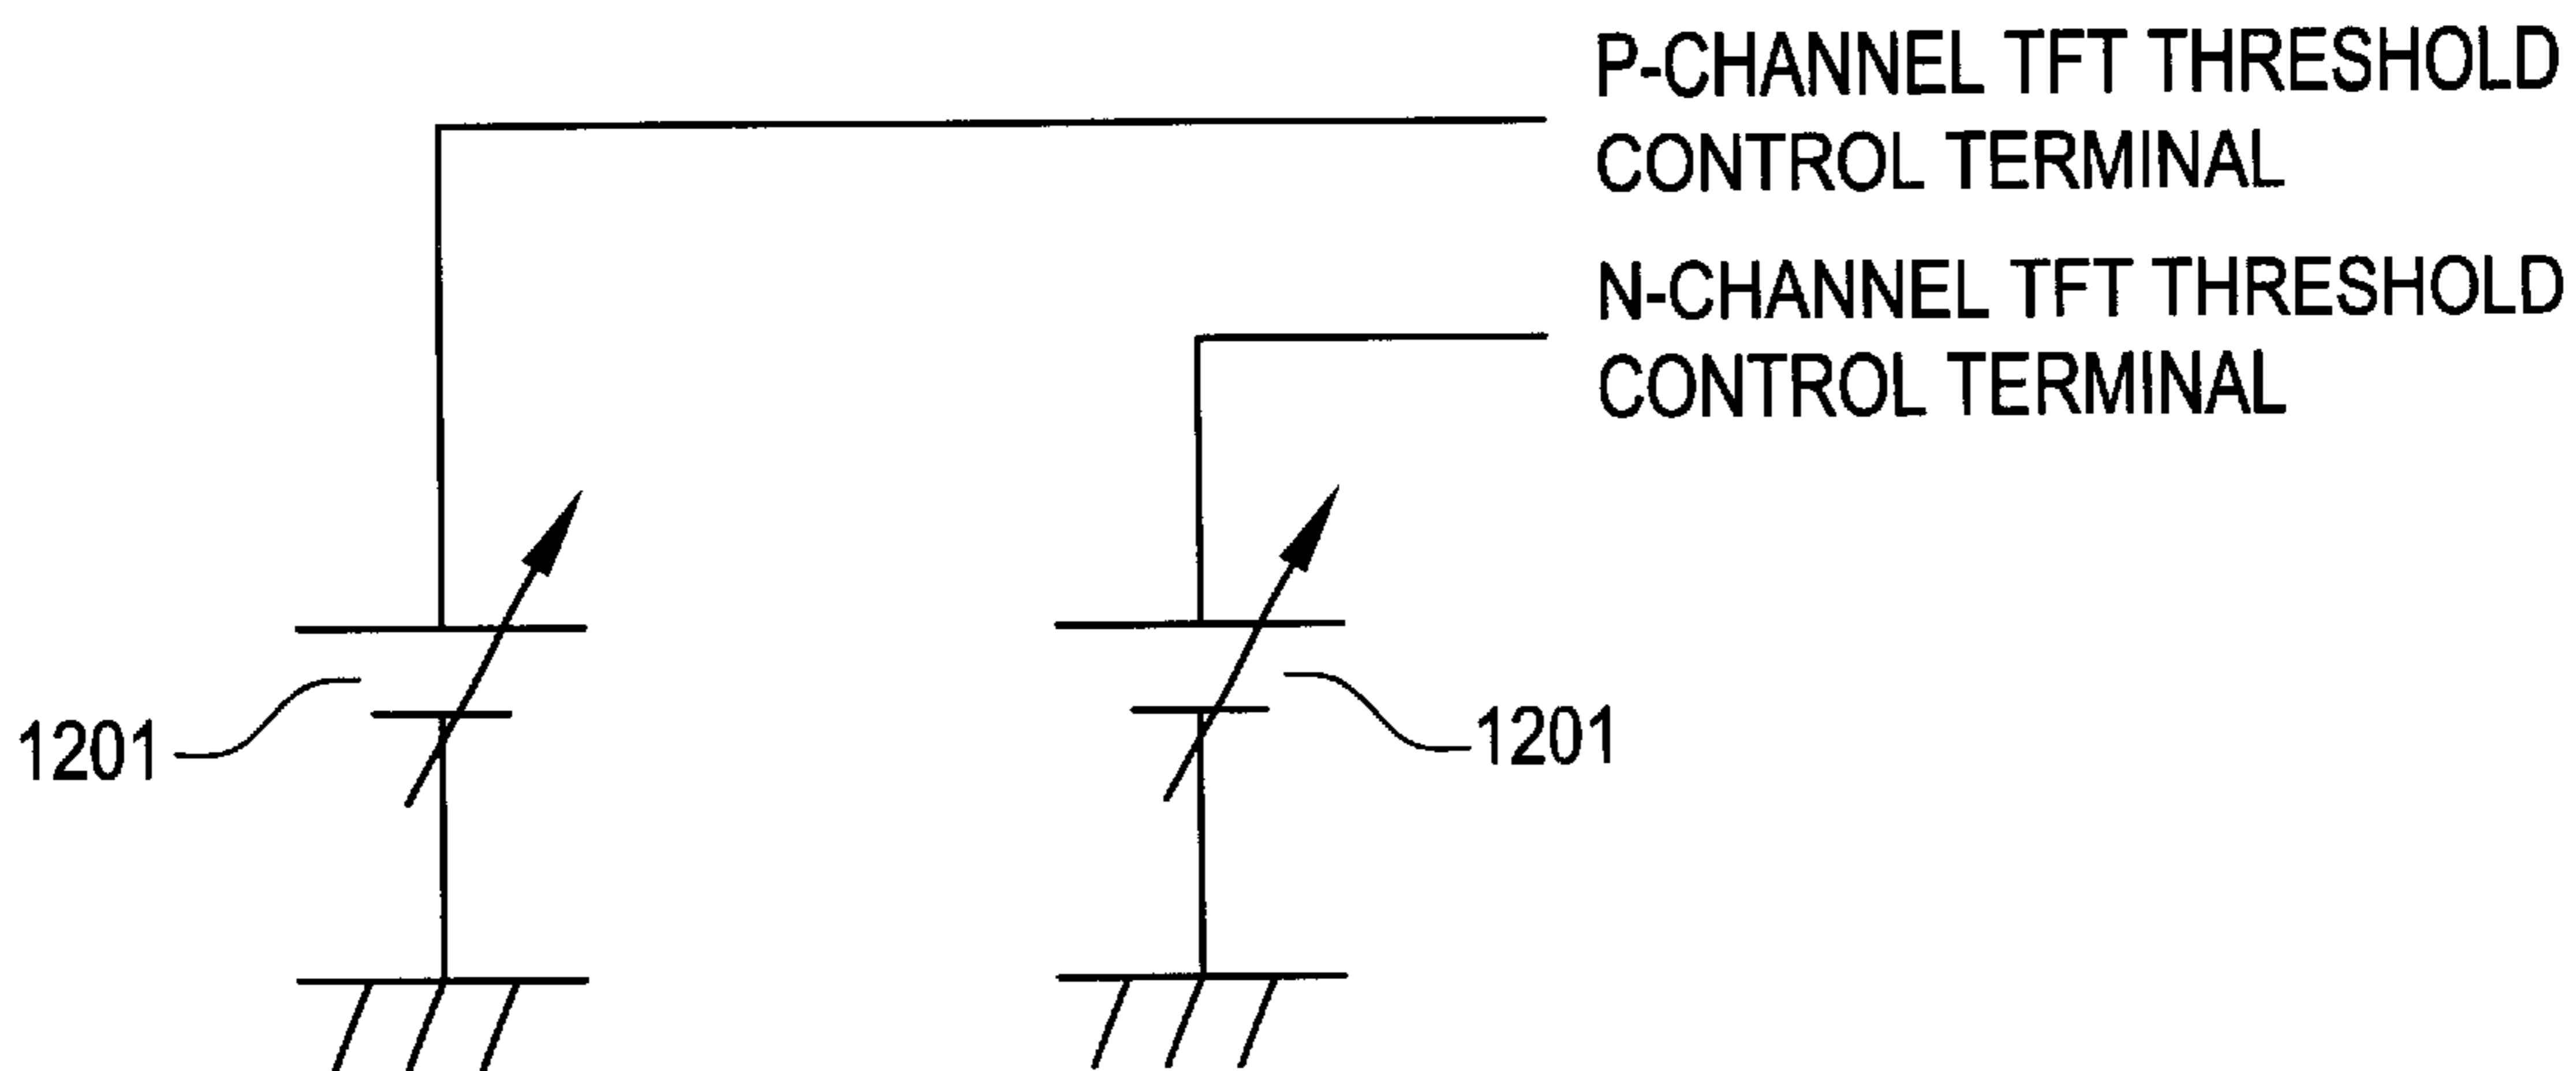 P-CHANNEL TFT THRESHOLD
CONTROL TERMINAL
N-CHANNEL TFT THRESHOLD
CONTROL TERMINAL
1201
1201